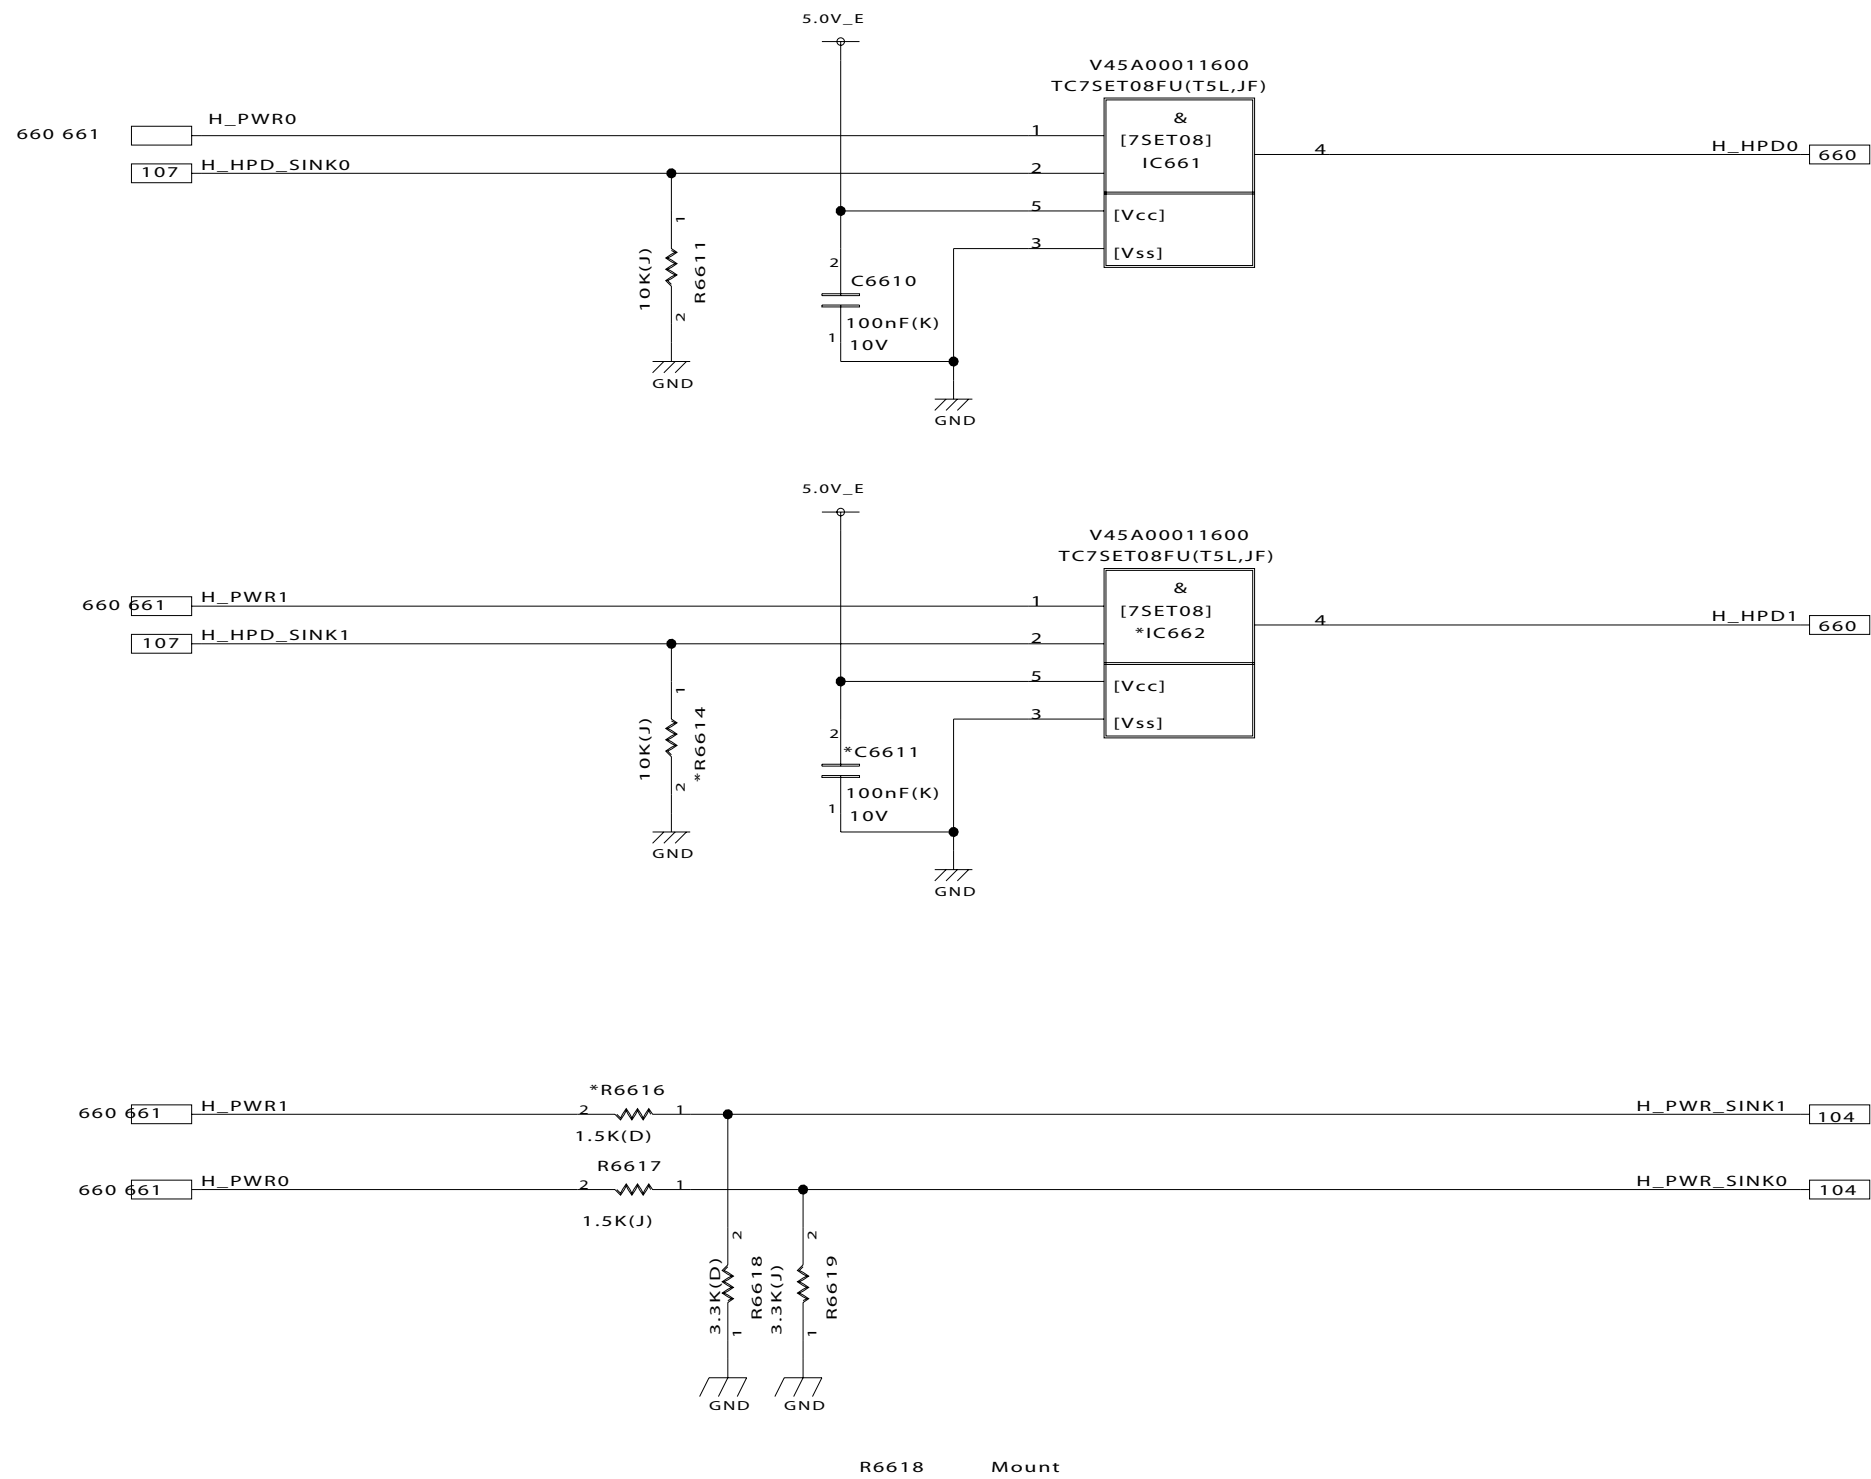 5.0V_E
V45A00011600
TC7SET08FU(T5L,JF)
660 661
H_PWR0
1
&
[7SET08]
IC661
4
H_HPD0
660
107
H_HPD_SINK0
2
5
[Vcc]
3
[Vss]
1
10K(J)
R6611
2
GND
2
C6610
100nF(K)
1
10V
GND
5.0V_E
V45A00011600
TC7SET08FU(T5L,JF)
660 661
H_PWR1
1
&
[7SET08]
*IC662
4
H_HPD1
660
107
H_HPD_SINK1
2
5
[Vcc]
3
[Vss]
1
10K(J)
*R6614
2
GND
2
*C6611
100nF(K)
1
10V
GND
*R6616
660 661
H_PWR1
2
1
1.5K(D)
H_PWR_SINK1
104
R6617
660 661
H_PWR0
2
1
1.5K(J)
H_PWR_SINK0
104
2
3.3K(D)
R6618
1
GND
2
3.3K(J)
R6619
1
GND
R6618 Mount